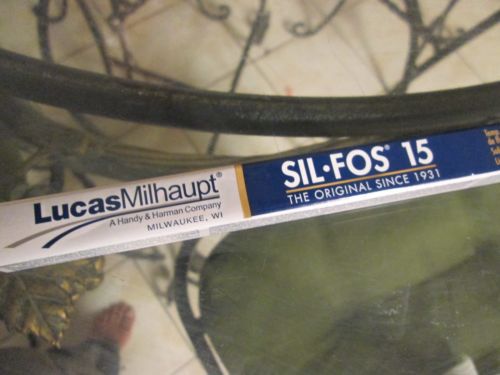 LucasMilhaupt®
A Handy & Harman Company
MILWAUKEE, WI
SIL·FOS® 15
THE ORIGINAL SINCE 1931